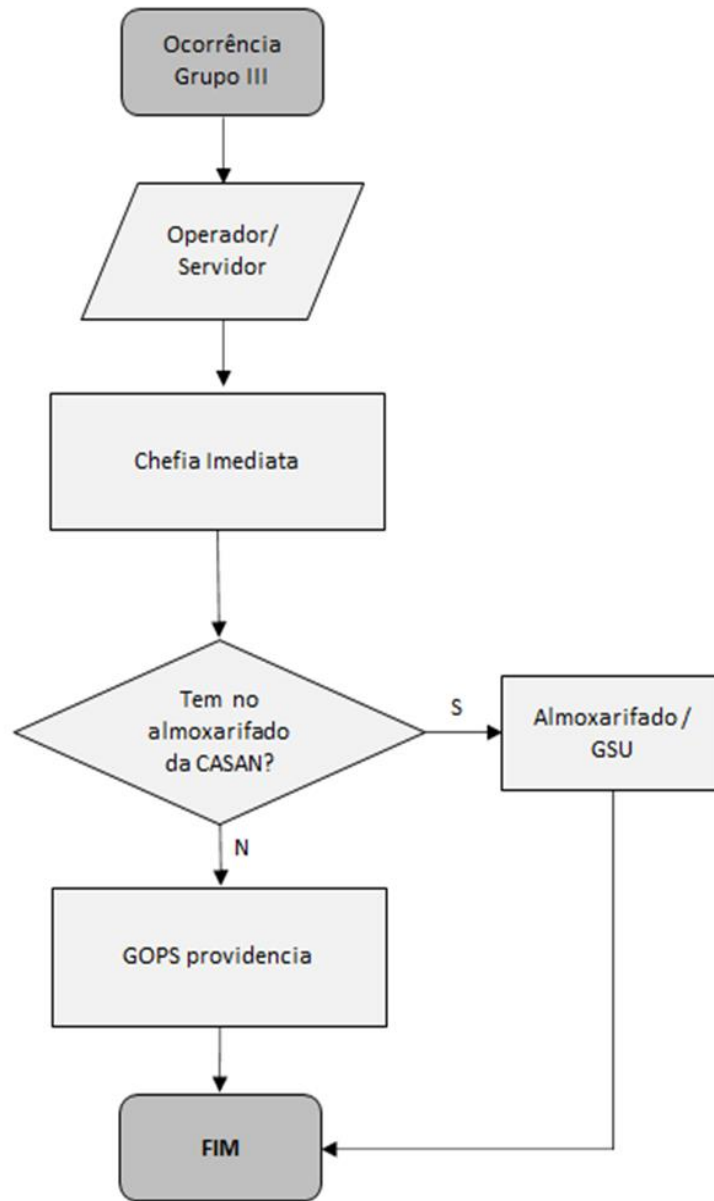 Ocorrência
Grupo III
Operador/
Servidor
Chefia Imediata
Tem no
almoxarifado
da CASAN?
S
Almoxarifado /
GSU
N
GOPS providencia
FIM